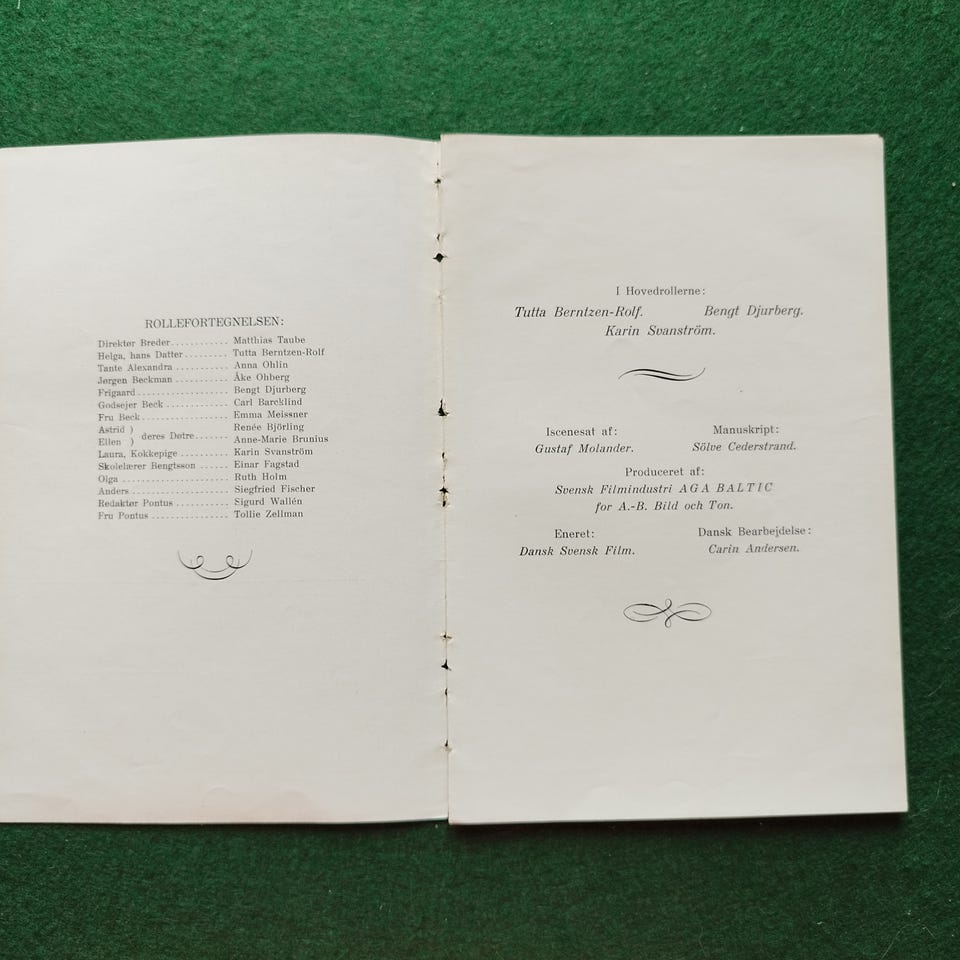 ROLLEFORTEGNELSEN:
Direktør Breder........... Matthias Taube
Helga, hans Datter......... Tutta Berntzen-Rolf
Tante Alexandra ........... Anna Ohlin
Jørgen Beckman ........... Åke Ohberg
Frigaard .................. Bengt Djurberg
Godsejer Beck ............. Carl Barcklind
Fru Beck.................. Emma Meissner
Astrid ) deres Døtre...... Renée Björling
Ellen ) Anne-Marie Brunius
Laura, Kokkepige .......... Karin Svanström
Skolelærer Bengtsson ...... Einar Fagstad
Olga ..................... Ruth Holm
Anders ................... Siegfried Fischer
Redaktør Pontus ........... Sigurd Wallén
Fru Pontus ................ Tollie Zellman
I Hovedrollerne:
Tutta Berntzen-Rolf. Bengt Djurberg.
Karin Svanström.
Iscenesat af: Manuskript:
Gustaf Molander. Sölve Cederstrand.
Produceret af:
Svensk Filmindustri AGA BALTIC
for A.-B. Bild och Ton.
Eneret: Dansk Bearbejdelse:
Dansk Svensk Film. Carin Andersen.